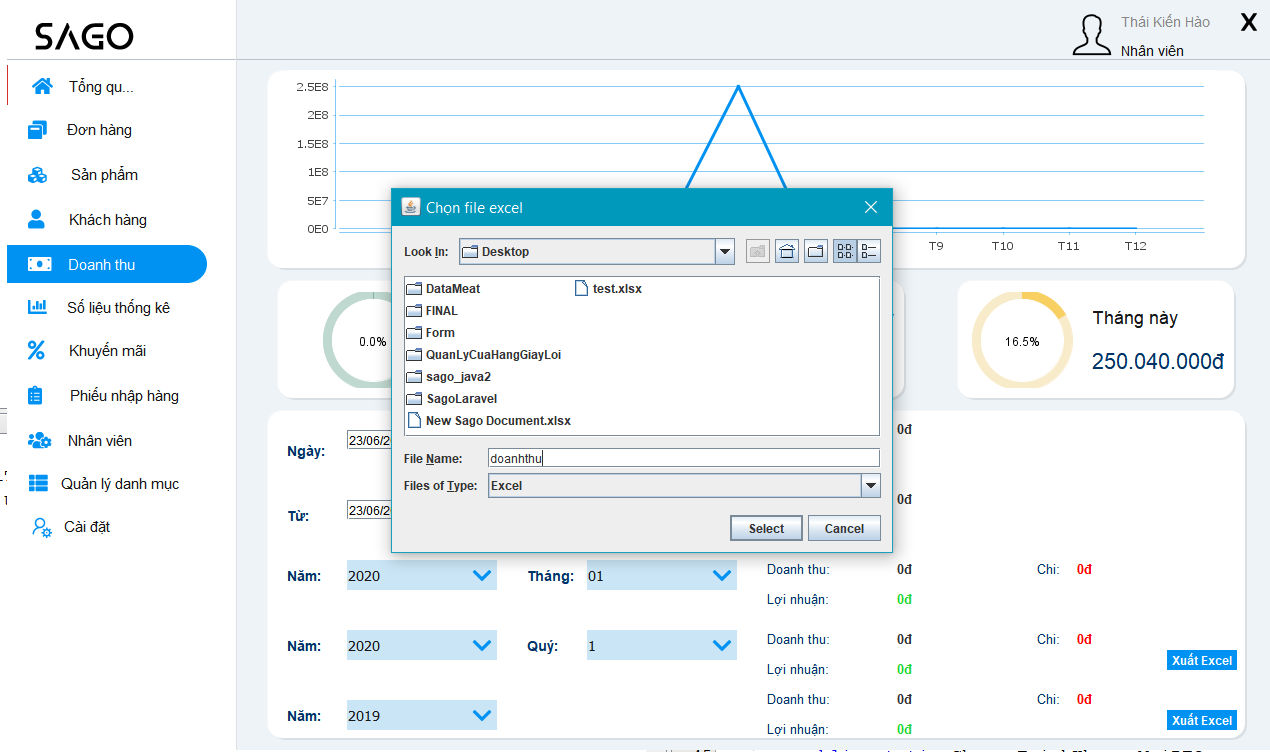 SAGO
Thái Kiến Hào
X
Nhân viên
Tổng qu...
Đơn hàng
Sản phẩm
Khách hàng
Doanh thu
Số liệu thống kê
Khuyến mãi
Phiếu nhập hàng
Nhân viên
Quản lý danh mục
Cài đặt
2.5E8
2E8
1.5E8
1E8
5E7
0E0
T9 T10 T11 T12
Chọn file excel
Look In: Desktop
DataMeat
FINAL
Form
QuanLyCuaHangGiayLoi
sago_java2
SagoLaravel
New Sago Document.xlsx
test.xlsx
File Name: doanhthu
Files of Type: Excel
Select Cancel
0.0%
16.5%
Tháng này
250.040.000đ
Ngày: 23/06/20 0đ
Từ: 23/06/20 0đ
Năm: 2020 Tháng: 01 Doanh thu: 0đ Chi: 0đ
Lợi nhuận: 0đ
Năm: 2020 Quý: 1 Doanh thu: 0đ Chi: 0đ
Lợi nhuận: 0đ Xuất Excel
Năm: 2019 Doanh thu: 0đ Chi: 0đ
Lợi nhuận: 0đ Xuất Excel